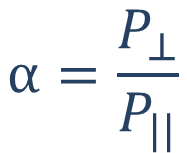 α = P⊥ / P||